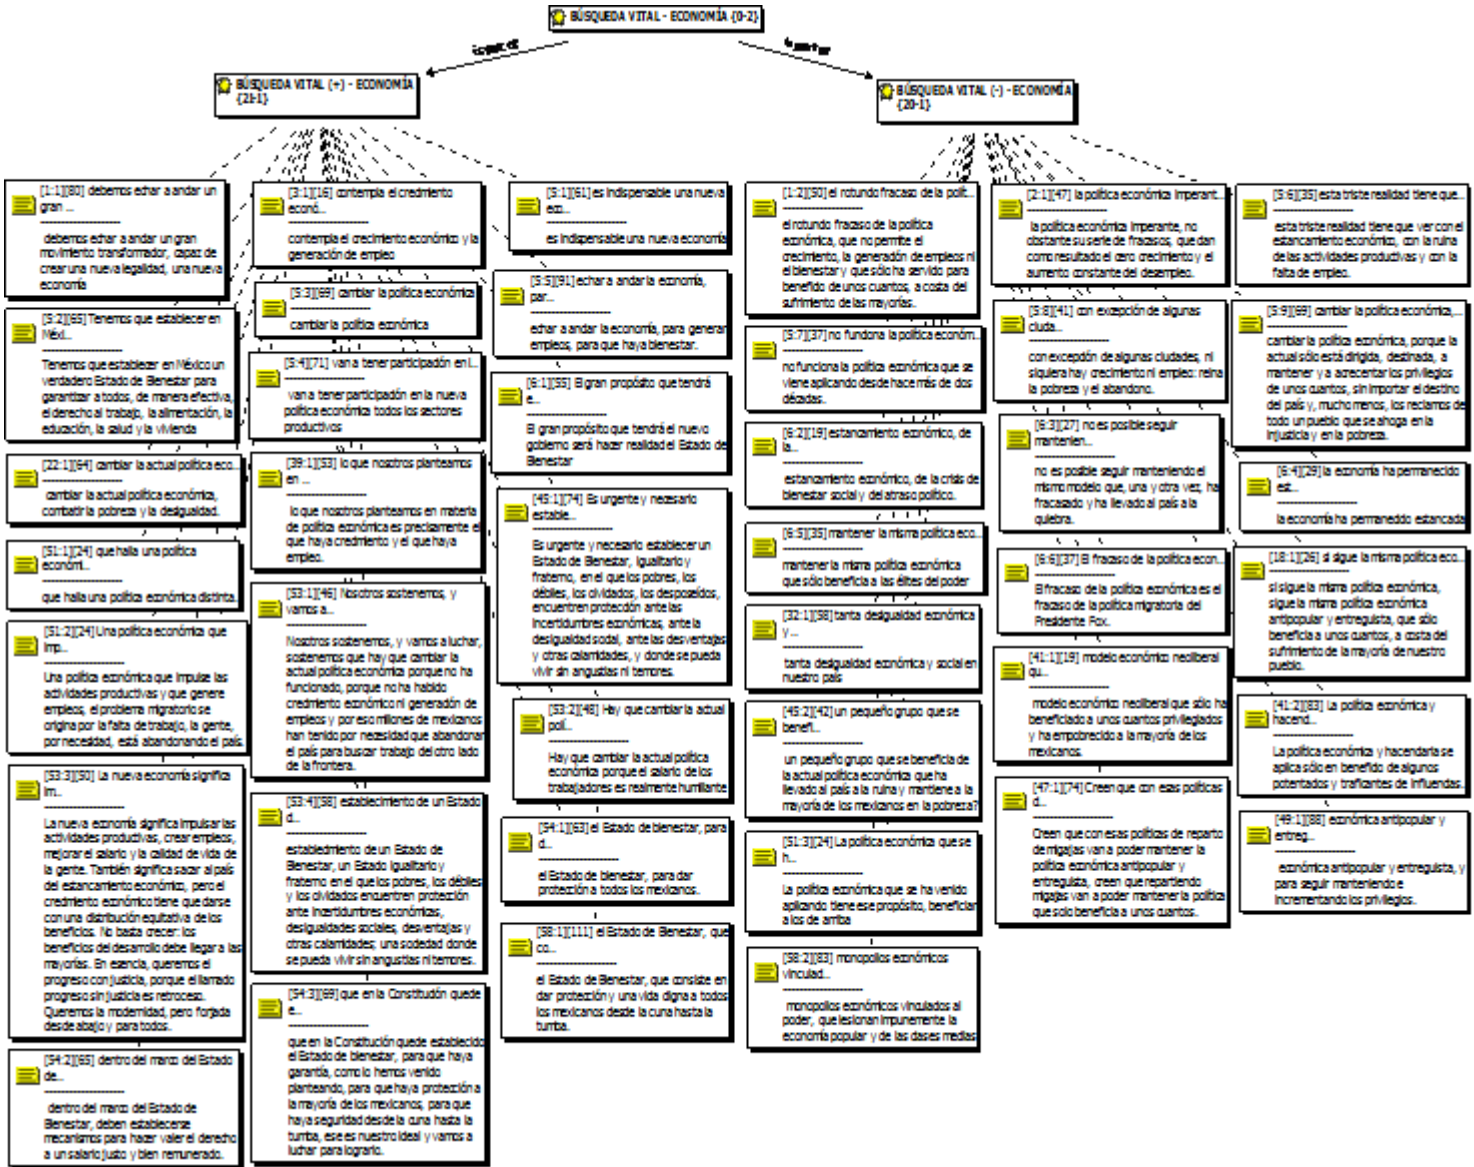 BÚSQUEDA VITAL - ECONOMÍA {0-2}
BÚSQUEDA VITAL (+) - ECONOMÍA
{21-1}
BÚSQUEDA VITAL (-) - ECONOMÍA
{20-1}
[1:1][80] debemos echar a andar un
gran ...
debemos echar a andar un gran
movimiento transformador, capaz de
crear una nueva legalidad, una nueva
economía
[5:2][65] Tenemos que establecer en
Méxi...
Tenemos que establecer en México un
verdadero Estado de Bienestar para
garantizar a todos, de manera efectiva,
el derecho al trabajo, la alimentación, la
educación, la salud y la vivienda
[22:1][64] cambiar la actual política eco...
cambiar la actual política económica,
combatir la pobreza y la desigualdad.
[51:1][24] que halla una política
económi...
que halla una política económica distinta.
[51:2][24] Una política económica que
imp...
Una política económica que impulse las
actividades productivas y que genere
empleos, el problema migratorio se
origina por la falta de trabajo, la gente,
por necesidad, está abandonando el país.
[53:3][50] La nueva economía significa
im...
La nueva economía significa impulsar las
actividades productivas, crear empleos,
mejorar el salario y la calidad de vida de
la gente. También significa sacar al país
del estancamiento económico, pero el
crecimiento económico tiene que darse
con una distribución equitativa de los
beneficios. No basta crecer: los
beneficios del desarrollo debe llegar a las
mayorías. En esencia, queremos el
progreso con justicia, porque el llamado
progreso sin justicia es retroceso.
Queremos la modernidad, pero forjada
desde abajo y para todos.
[54:2][65] dentro del marco del Estado
de...
dentro del marco del Estado de
Bienestar, deben establecerse
mecanismos para hacer valer el derecho
a un salario justo y bien remunerado.
[3:1][16] contempla el crecimiento
econó...
contempla el crecimiento económico y la
generación de empleo
[5:3][69] cambiar la política económica
cambiar la política económica
[5:4][71] van a tener participación en l...
van a tener participación en la nueva
política económica todos los sectores
productivos
[39:1][53] lo que nosotros planteamos
en ...
lo que nosotros planteamos en materia
de política económica es precisamente el
que haya crecimiento y el que haya
empleo.
[53:1][46] Nosotros sostenemos, y
vamos a...
Nosotros sostenemos, y vamos a luchar,
sostenemos que hay que cambiar la
actual política económica porque no ha
funcionado, porque no ha habido
crecimiento económico ni generación de
empleos y por eso millones de mexicanos
han tenido por necesidad que abandonar
el país para buscar trabajo del otro lado
de la frontera.
[53:4][58] establecimiento de un Estado
d...
establecimiento de un Estado de
Bienestar, un Estado igualitario y
fraterno en el que los pobres, los débiles
y los olvidados encuentren protección
ante incertidumbres económicas,
desigualdades sociales, desventajas y
otras calamidades; una sociedad donde
se pueda vivir sin angustias ni temores.
[54:3][69] que en la Constitución quede
e...
que en la Constitución quede establecido
el Estado de bienestar, para que haya
garantía, como lo hemos venido
planteando, para que haya protección a
la mayoría de los mexicanos, para que
haya seguridad desde la cuna hasta la
tumba, ese es nuestro ideal y vamos a
luchar para lograrlo.
[5:1][61] es indispensable una nueva
eco...
es indispensable una nueva economía
[5:5][91] echar a andar la economía,
par...
echar a andar la economía, para generar
empleos, para que haya bienestar.
[6:1][55] El gran propósito que tendrá
e...
El gran propósito que tendrá el nuevo
gobierno será hacer realidad el Estado de
Bienestar
[45:1][74] Es urgente y necesario
estable...
Es urgente y necesario establecer un
Estado de Bienestar, igualitario y
fraterno, en el que los pobres, los
débiles, los olvidados, los desposeídos,
encuentren protección ante las
incertidumbres económicas, ante la
desigualdad social, ante las desventajas
y otras calamidades, y donde se pueda
vivir sin angustias ni temores.
[53:2][48] Hay que cambiar la actual
polí...
Hay que cambiar la actual política
económica porque el salario de los
trabajadores es realmente humillante
[54:1][63] el Estado de bienestar, para
d...
el Estado de bienestar, para dar
protección a todos los mexicanos.
[58:1][111] el Estado de Bienestar, que
co...
el Estado de Bienestar, que consiste en
dar protección y una vida digna a todos
los mexicanos desde la cuna hasta la
tumba.
[1:2][50] el rotundo fracaso de la polít...
el rotundo fracaso de la política
económica, que no permite el
crecimiento, la generación de empleos ni
el bienestar y que sólo ha servido para
beneficio de unos cuantos, a costa del
sufrimiento de las mayorías.
[5:7][37] no funciona la política económ...
no funciona la política económica que se
viene aplicando desde hace más de dos
décadas.
[6:2][19] estancamiento económico, de
la...
estancamiento económico, de la crisis de
bienestar social y del atraso político.
[6:5][35] mantener la misma política eco...
mantener la misma política económica
que sólo beneficia a las élites del poder
[32:1][58] tanta desigualdad económica
y...
tanta desigualdad económica y social en
nuestro país
[45:2][42] un pequeño grupo que se
benefi...
un pequeño grupo que se beneficia de
la actual política económica que ha
llevado al país a la ruina y mantiene a la
mayoría de los mexicanos en la pobreza?
[51:3][24] La política económica que se
h...
La política económica que se ha venido
aplicando tiene ese propósito, beneficiar
a los de arriba
[58:2][83] monopolios económicos
vinculad...
monopolios económicos vinculados al
poder, que lesionan impunemente la
economía popular y de las clases medias
[2:1][47] la política económica imperant...
la política económica imperante, no
obstante su serie de fracasos, que dan
como resultado el cero crecimiento y el
aumento constante del desempleo.
[5:8][41] con excepción de algunas
ciuda...
con excepción de algunas ciudades, ni
siquiera hay crecimiento ni empleo: reina
la pobreza y el abandono.
[6:3][27] no es posible seguir
mantenien...
no es posible seguir manteniendo el
mismo modelo que, una y otra vez, ha
fracasado y ha llevado al país a la
quiebra.
[6:6][37] El fracaso de la política econ...
El fracaso de la política económica es el
fracaso de la política migratoria del
Presidente Fox.
[41:1][19] modelo económico neoliberal
qu...
modelo económico neoliberal que sólo ha
beneficiado a unos cuantos privilegiados
y ha empobrecido a la mayoría de los
mexicanos.
[47:1][74] Creen que con esas políticas
d...
Creen que con esas políticas de reparto
de migajas van a poder mantener la
política económica antipopular y
entreguista, creen que repartiendo
migajas van a poder mantener la política
que solo beneficia a unos cuantos.
[5:6][35] esta triste realidad tiene que...
esta triste realidad tiene que ver con el
estancamiento económico, con la ruina
de las actividades productivas y con la
falta de empleo.
[5:9][69] cambiar la política económica,...
cambiar la política económica, porque la
actual sólo está dirigida, destinada, a
mantener y a acrecentar los privilegios
de unos cuantos, sin importar el destino
del país y, mucho menos, los reclamos de
todo un pueblo que se ahoga en la
injusticia y en la pobreza.
[6:4][29] la economía ha permanecido
est...
la economía ha permanecido estancada
[18:1][26] si sigue la misma política eco...
si sigue la misma política económica,
sigue la misma política económica
antipopular y entreguista, que sólo
beneficia a unos cuantos, a costa del
sufrimiento de la mayoría de nuestro
pueblo.
[41:2][83] La política económica y
hacend...
La política económica y hacendaria se
aplica sólo en beneficio de algunos
potentados y traficantes de influencias.
[49:1][88] económica antipopular y
entreg...
económica antipopular y entreguista, y
para seguir manteniendo e
incrementando los privilegios.